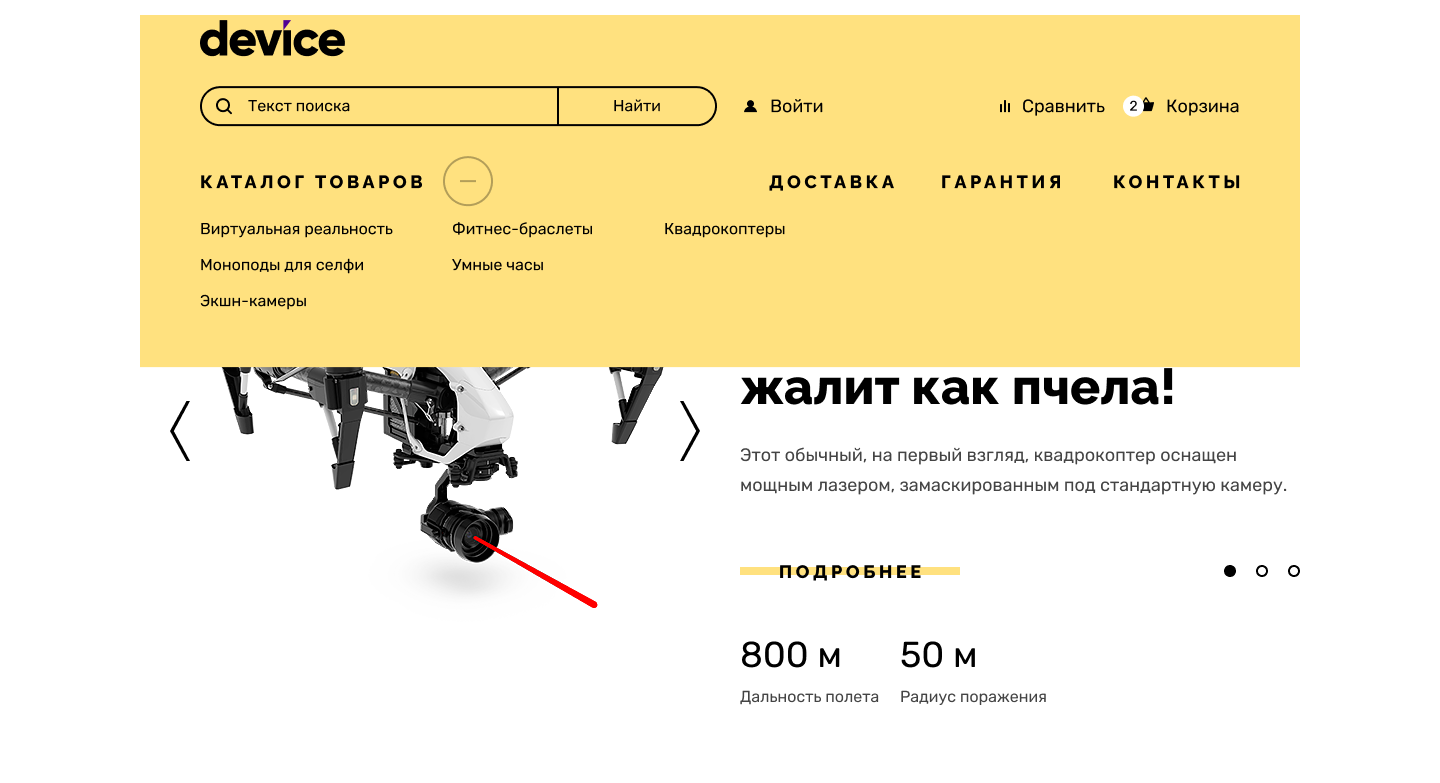 device
Текст поиска Найти Войти Сравнить 2 Корзина
КАТАЛОГ ТОВАРОВ ДОСТАВКА ГАРАНТИЯ КОНТАКТЫ
Виртуальная реальность Фитнес-браслеты Квадрокоптеры
Моноподы для селфи Умные часы
Экшн-камеры
жалит как пчела!
Этот обычный, на первый взгляд, квадрокоптер оснащен
мощным лазером, замаскированным под стандартную камеру.
ПОДРОБНЕЕ
800 м 50 м
Дальность полета Радиус поражения